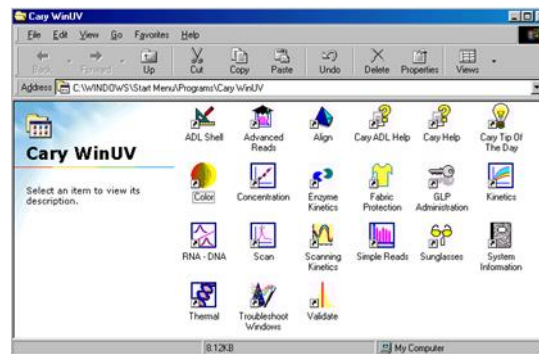 Cary WinUV
File Edit View Go Favorites Help
Back Forward Up Cut Copy Paste Undo Delete Properties Views
Address C:\WINDOWS\Start Menu\Programs\Cary WinUV
Cary WinUV
Select an item to view its
description.
ADL Shell
Advanced
Reads
Align
Cary ADL Help
Cary Help
Cary Tip Of
The Day
Color
Concentration
Enzyme
Kinetics
Fabric
Protection
GLP
Administration
Kinetics
RNA - DNA
Scan
Scanning
Kinetics
Simple Reads
Sunglasses
System
Information
Thermal
Troubleshoot
Windows
Validate
8.12KB
My Computer